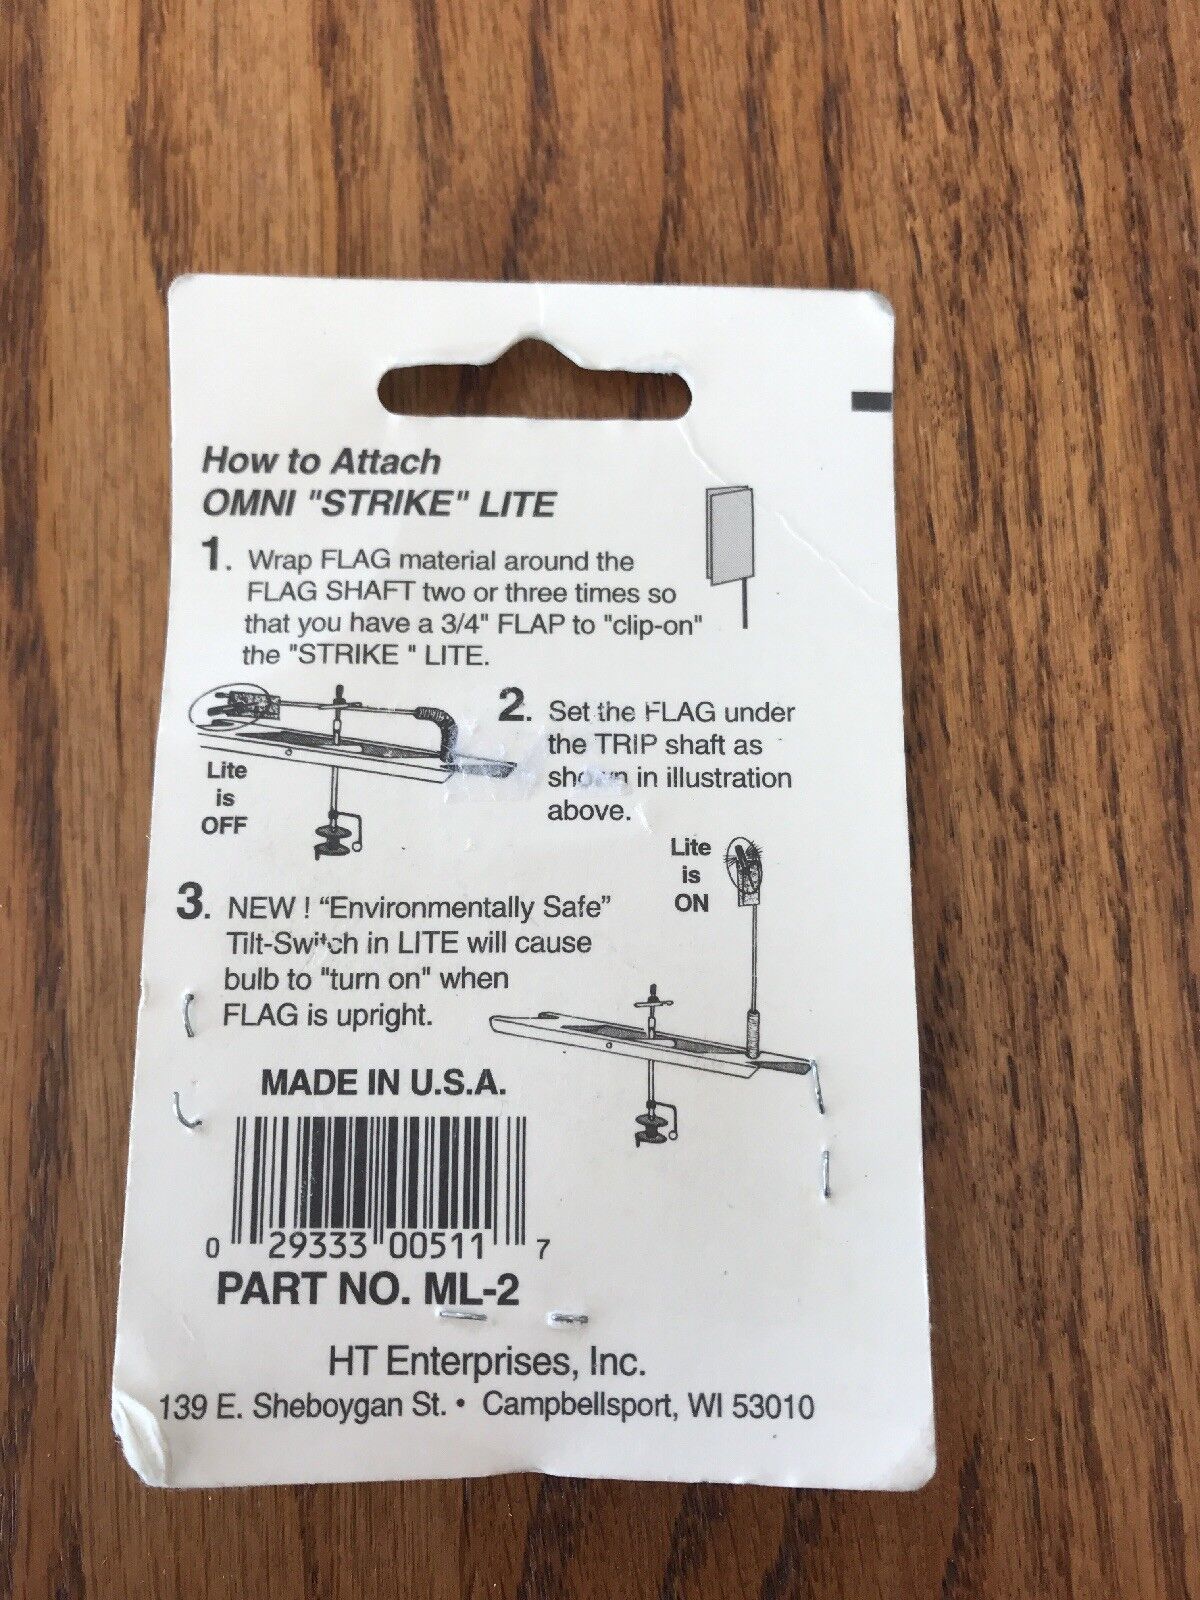 How to Attach
OMNI "STRIKE" LITE
1. Wrap FLAG material around the
FLAG SHAFT two or three times so
that you have a 3/4" FLAP to "clip-on"
the "STRIKE " LITE.
2. Set the FLAG under
the TRIP shaft as
shown in illustration
above.
Lite
is
OFF
Lite
is
ON
3. NEW ! “Environmentally Safe”
Tilt-Switch in LITE will cause
bulb to "turn on" when
FLAG is upright.
MADE IN U.S.A.
0 29333 00511 7
PART NO. ML-2
HT Enterprises, Inc.
139 E. Sheboygan St. • Campbellsport, WI 53010